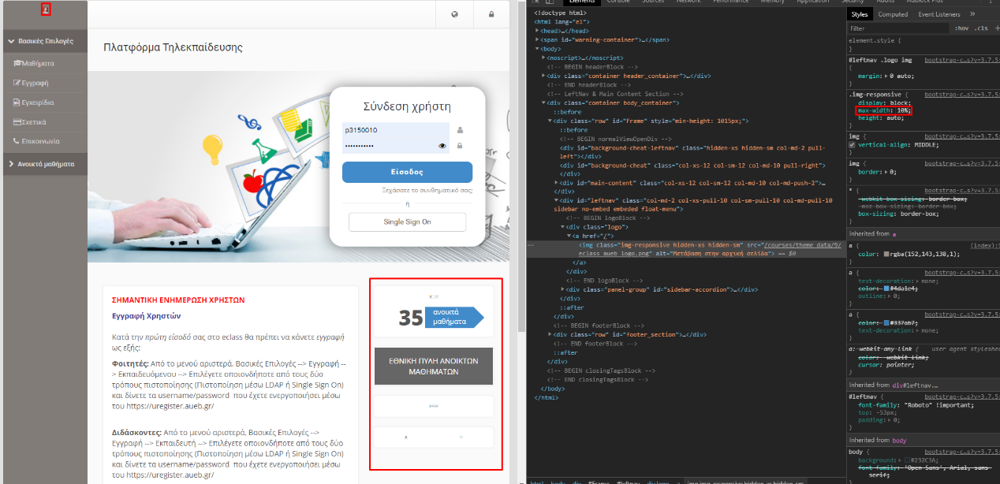 Elements
Console
Sources
Network
Performance
Memory
Application
Security
Audits
Adblock Plus
Βασικές Επιλογές
Μαθήματα
Εγγραφή
Εγχειρίδια
Σχετικά
Επικοινωνία
Ανοικτά μαθήματα
Πλατφόρμα Τηλεκπαίδευσης
Σύνδεση χρήστη
p3150010
•••••••••••
Είσοδος
Ξεχάσατε το συνθηματικό σας;
ή
Single Sign On
ΣΗΜΑΝΤΙΚΗ ΕΝΗΜΕΡΩΣΗ ΧΡΗΣΤΩΝ
Εγγραφή Χρηστών
Κατά την πρώτη είσοδό σας στο eclass θα πρέπει να κάνετε εγγραφή
ως εξής:
Φοιτητές: Από το μενού αριστερά, Βασικές Επιλογές --> Εγγραφή --
> Εκπαιδευόμενου --> Επιλέγετε οποιονδήποτε από τους δύο
τρόπους πιστοποίησης (Πιστοποίηση μέσω LDAP ή Single Sign On)
και δίνετε τα username/password που έχετε ενεργοποιήσει μέσω
του https://uregister.aueb.gr/
Διδάσκοντες: Από το μενού αριστερά, Βασικές Επιλογές -->
Εγγραφή --> Εκπαιδευτή --> Επιλέγετε οποιονδήποτε από τους δύο
τρόπους πιστοποίησης (Πιστοποίηση μέσω LDAP ή Single Sign On)
και δίνετε τα username/password που έχετε ενεργοποιήσει μέσω
του https://uregister.aueb.gr/
35 ανοικτά
μαθήματα
ΕΘΝΙΚΗ ΠΥΛΗ ΑΝΟΙΚΤΩΝ
ΜΑΘΗΜΑΤΩΝ
<!doctype html>
<html lang="el">
<head>…</head>
<span id="warning-container">…</span>
<body>
<noscript>…</noscript>
<!-- BEGIN headerBlock -->
<div class="container header_container">…</div>
<!-- END headerBlock -->
<!-- LeftNav & Main Content Section -->
<div class="container body_container">
::before
<div class="row" id="Frame" style="min-height: 1015px;">
::before
<!-- BEGIN normalViewOpenDiv -->
<div id="background-cheat-leftnav" class="hidden-xs hidden-sm col-md-2 pull-
left"></div>
<div id="background-cheat" class="col-xs-12 col-sm-12 col-md-10 pull-right">
</div>
<div id="main-content" class="col-xs-12 col-sm-12 col-md-10 col-md-push-2">…
</div>
<div id="leftnav" class="col-md-2 col-xs-pull-10 col-sm-pull-10 col-md-pull-10
sidebar no-embed embeded float-menu">
<!-- BEGIN logoBlock -->
<div class="logo">
<a href="/">
<img class="img-responsive hidden-xs hidden-sm" src="/courses/theme_data/9/
eclass_aueb_logo.png" alt="Μετάβαση στην αρχική σελίδα"> == $0
</a>
</div>
<!-- END logoBlock -->
<div class="panel-group" id="sidebar-accordion">…</div>
</div>
::after
</div>
<!-- BEGIN footerBlock -->
<div class="row" id="footer_section">…</div>
<!-- END footerBlock -->
::after
</div>
<!-- BEGIN closingTagsBlock -->
<!-- END closingTagsBlock -->
</body>
</html>
html body div #Frame #leftnav div.logo a img.img-responsive.hidden-xs.hidden-sm
Styles Computed Event Listeners »
Filter :hov .cls +
element.style {
}
#leftnav .logo img bootstrap-c…s?v=3.7.5:
{
margin: 0 auto;
}
.img-responsive { bootstrap-c…s?v=3.7.5:
display: block;
max-width: 10%;
height: auto;
}
img { bootstrap-c…s?v=3.7.5:
vertical-align: MIDDLE;
}
img { bootstrap-c…s?v=3.7.5:
border: 0;
}
* { bootstrap-c…s?v=3.7.5:
-webkit-box-sizing: border-box;
-moz-box-sizing: border-box;
box-sizing: border-box;
}
Inherited from a
a { (index):
color: rgba(152,143,138,1);
}
a { bootstrap-c…s?v=3.7.5:
text-decoration: none;
color: #4da1e4;
outline: 0;
}
a { bootstrap-c…s?v=3.7.5:
color: #337ab7;
text-decoration: none;
}
a:-webkit-any-link { user agent styleshee
color: -webkit-link;
cursor: pointer;
}
Inherited from div#leftnav.…
#leftnav { bootstrap-c…s?v=3.7.5:
font-family: "Roboto" !important;
top: -53px;
padding: 0;
}
Inherited from body
body { bootstrap-c…s?v=3.7.5:
background: #232C3A;
font-family: 'Open Sans', Arial, sans-
serif;